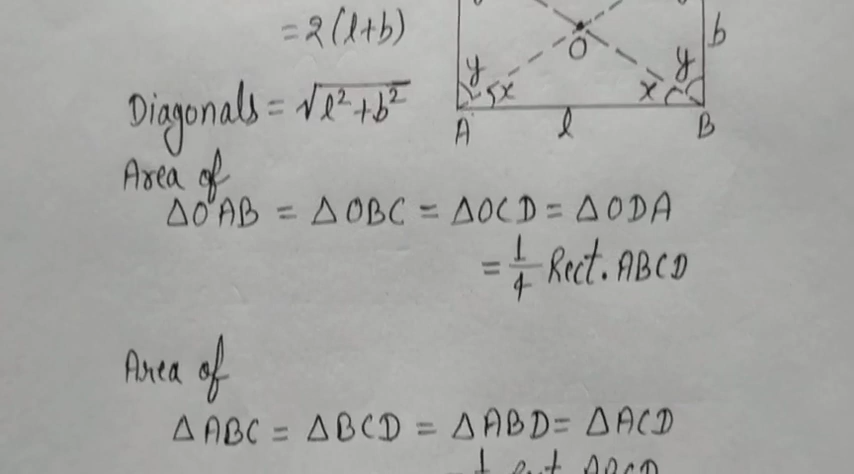 = 2(l+b)
b
O
y
y
x
x
Diagonals = √l²+b²
A
l
B
Area of
ΔOAB = ΔOBC = ΔOCD = ΔODA
= 1/4 Rect. ABCD
Area of
ΔABC = ΔBCD = ΔABD = ΔACD